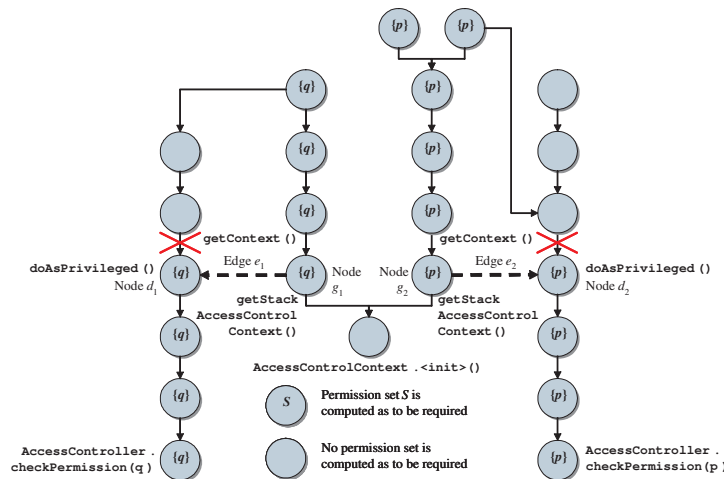 {p} {p}
{q} {p}
{q} {p}
{q} {p}
getContext() getContext()
doAsPrivileged() {q} Edge e1 {q} Node Node {p} Edge e2 {p} doAsPrivileged()
Node d1 g1 g2 Node d2
getStack getStack
AccessControl AccessControl
Context() Context()
{q} {p}
AccessControlContext.<init>()
{q} S Permission set S is {p}
computed as to be required
No permission set is
computed as to be required
AccessController. AccessController.
checkPermission(q) {q} {p} checkPermission(p)